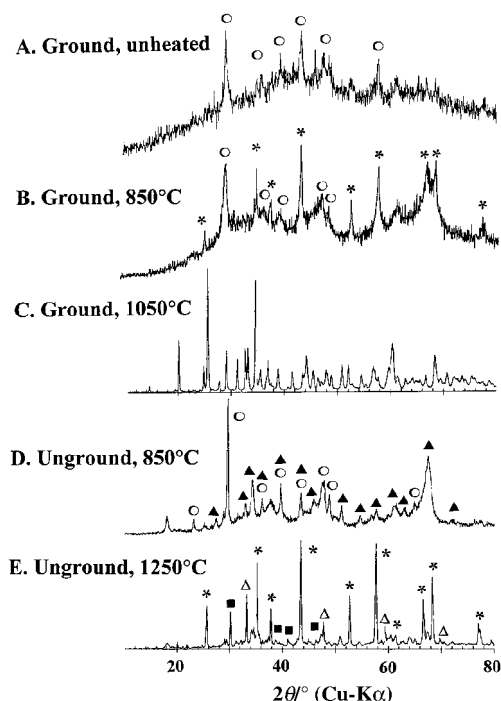 A. Ground, unheated
B. Ground, 850°C
C. Ground, 1050°C
D. Unground, 850°C
E. Unground, 1250°C
20 40 60 80
2θ/° (Cu-Kα)